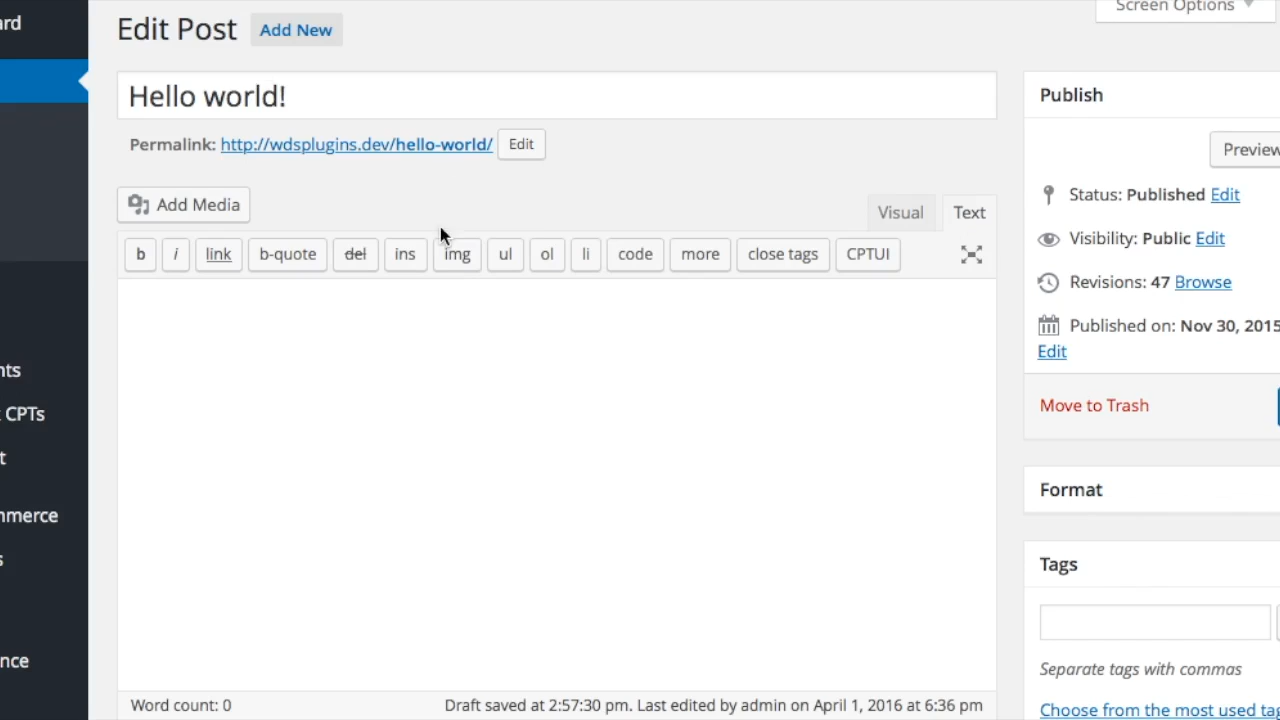 ard
Edit Post Add New
Screen Options
Hello world!
Permalink: http://wdsplugins.dev/hello-world/ Edit
Add Media
Visual Text
b i link b-quote del ins img ul ol li code more close tags CPTUI
Publish
Preview
Status: Published Edit
Visibility: Public Edit
Revisions: 47 Browse
Published on: Nov 30, 2015
Edit
Move to Trash
Format
Tags
Separate tags with commas
Choose from the most used tag
nts
CPTs
t
mmerce
s
nce
Word count: 0 Draft saved at 2:57:30 pm. Last edited by admin on April 1, 2016 at 6:36 pm